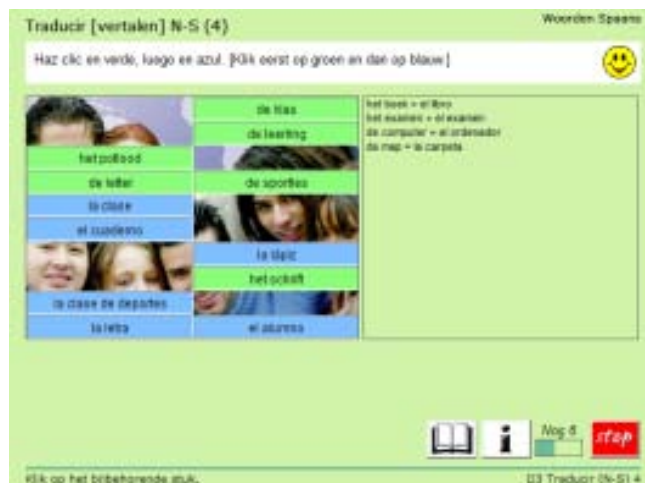 Traducir [vertalen] N-S (4)
Woorden Spaans
Haz clic en verde, luego en azul. [Klik eerst op groen en dan op blauw.]
de klas
de leerling
het potlood
de letter
de sportles
la clase
el cuaderno
la lápiz
het schrift
la clase de deportes
la letra
el alumno
het boek = el libro
het examen = el examen
de computer = el ordenador
de map = la carpeta
Nog 8
stop
Klik op het bijbehorende stuk.
D3 Traducir (N-S) 4